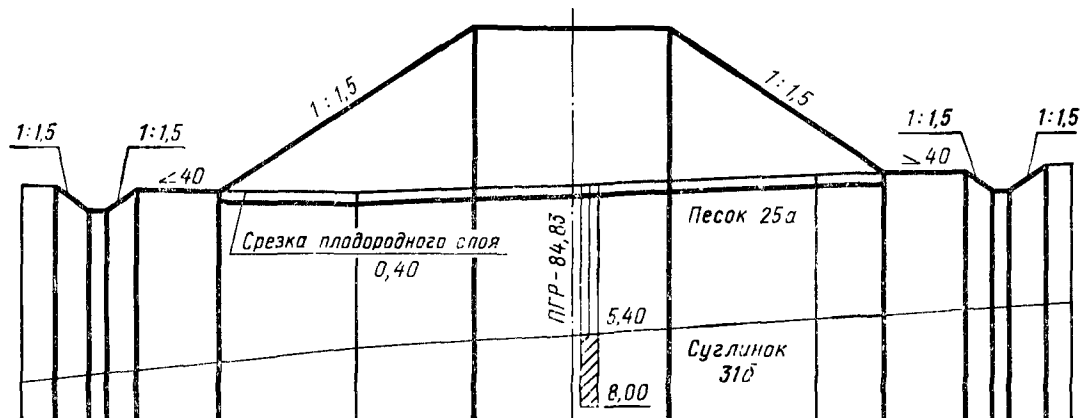 1:1,5
1:1,5
1:1,5
1:1,5
1:1,5
1:1,5
40
40
Срезка плодородного слоя
0,40
ПГР-84,83
Песок 25а
5,40
Суглинок
31б
8,00